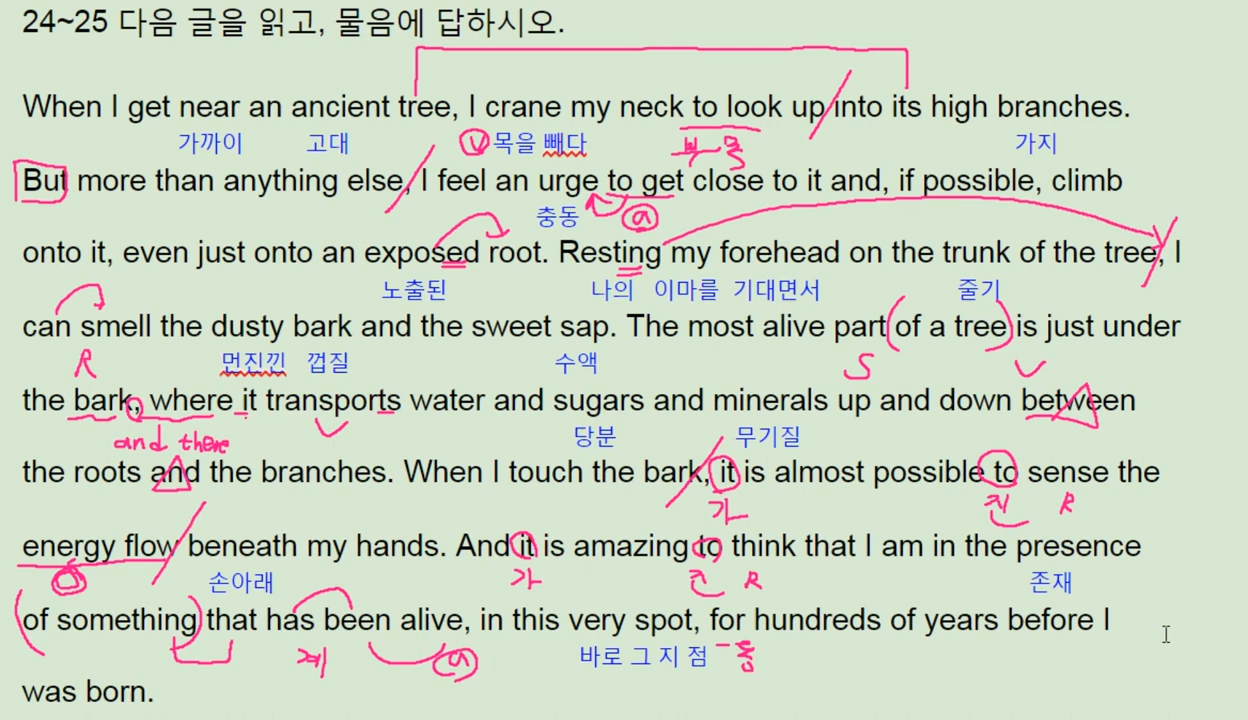 24~25 다음 글을 읽고, 물음에 답하시오.
When I get near an ancient tree, I crane my neck to look up into its high branches.
가까이 고대 V 목을 빼다 부 목 가지
But more than anything else, I feel an urge to get close to it and, if possible, climb
충동 a
onto it, even just onto an exposed root. Resting my forehead on the trunk of the tree, I
노출된 나의 이마를 기대면서 줄기
can smell the dusty bark and the sweet sap. The most alive part (of a tree) is just under
R 먼진낀 껍질 수액 S V
the bark, where it transports water and sugars and minerals up and down between
and there V 당분 무기질
the roots and the branches. When I touch the bark, it is almost possible to sense the
가 진 R
energy flow beneath my hands. And it is amazing to think that I am in the presence
손아래 가 진 R 존재
(of something) that has been alive, in this very spot, for hundreds of years before I
계 a 바로 그 지 점 -동
was born.